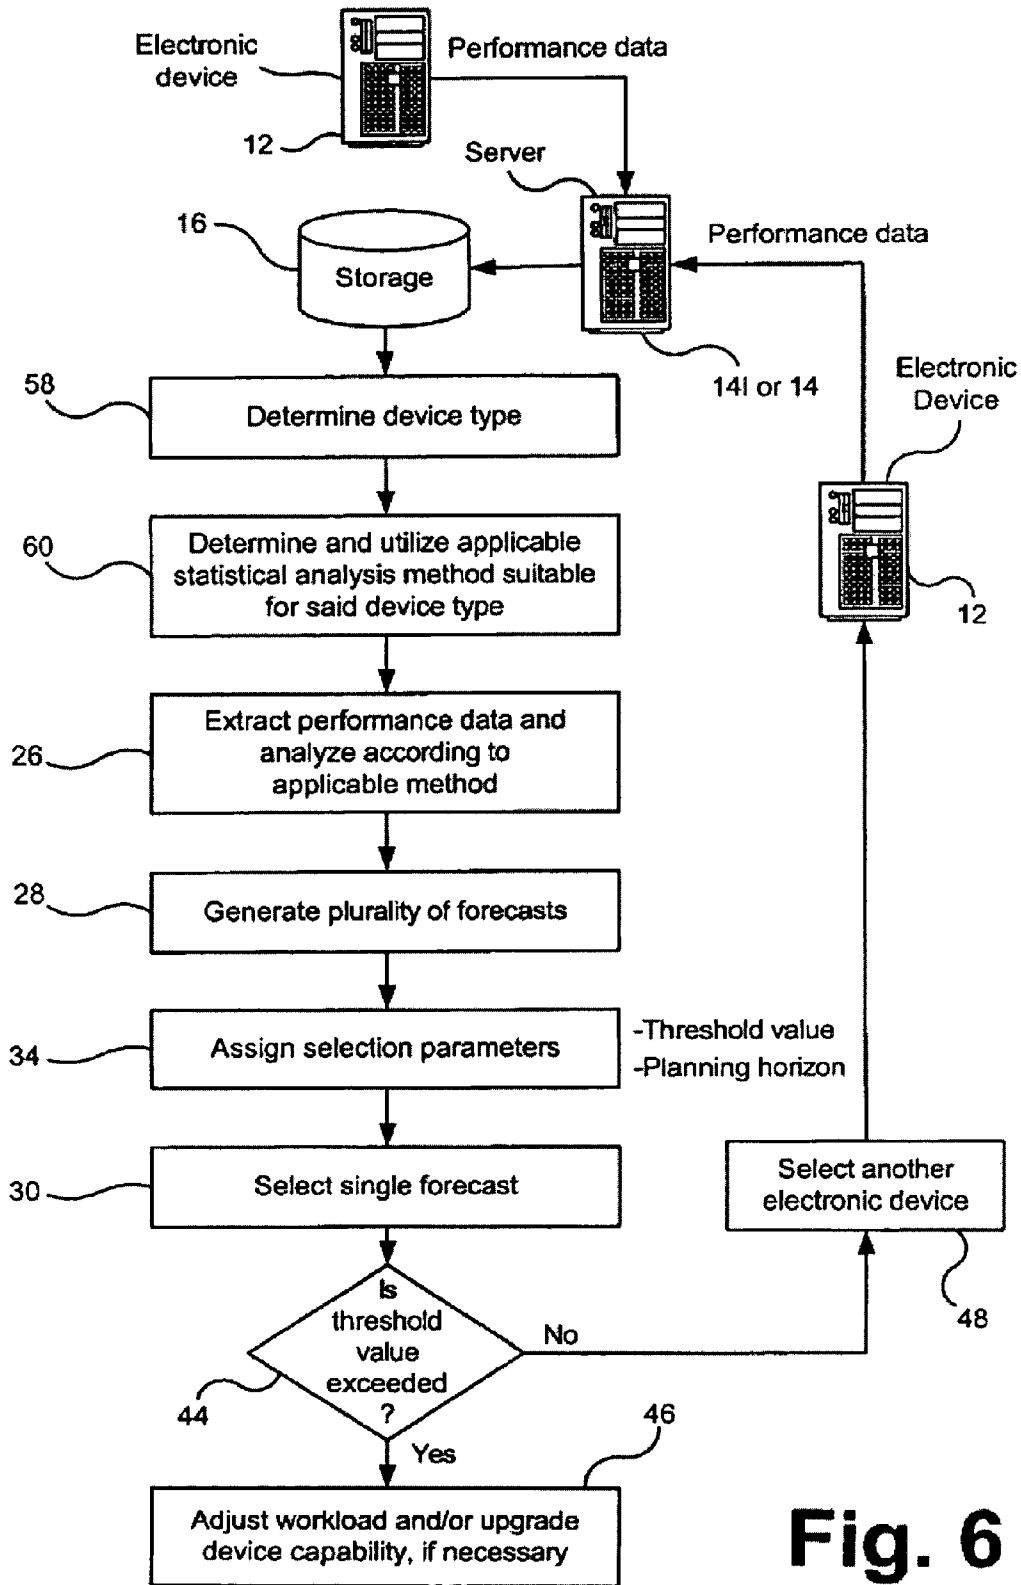 Electronic
device
Performance data
12
Server
16
Storage
Performance data
14I or 14
Electronic
Device
58
Determine device type
60
Determine and utilize applicable
statistical analysis method suitable
for said device type
12
26
Extract performance data and
analyze according to
applicable method
28
Generate plurality of forecasts
34
Assign selection parameters
-Threshold value
-Planning horizon
30
Select single forecast
Select another
electronic device
48
Is
threshold
value
exceeded
?
No
44
Yes
46
Adjust workload and/or upgrade
device capability, if necessary
Fig. 6